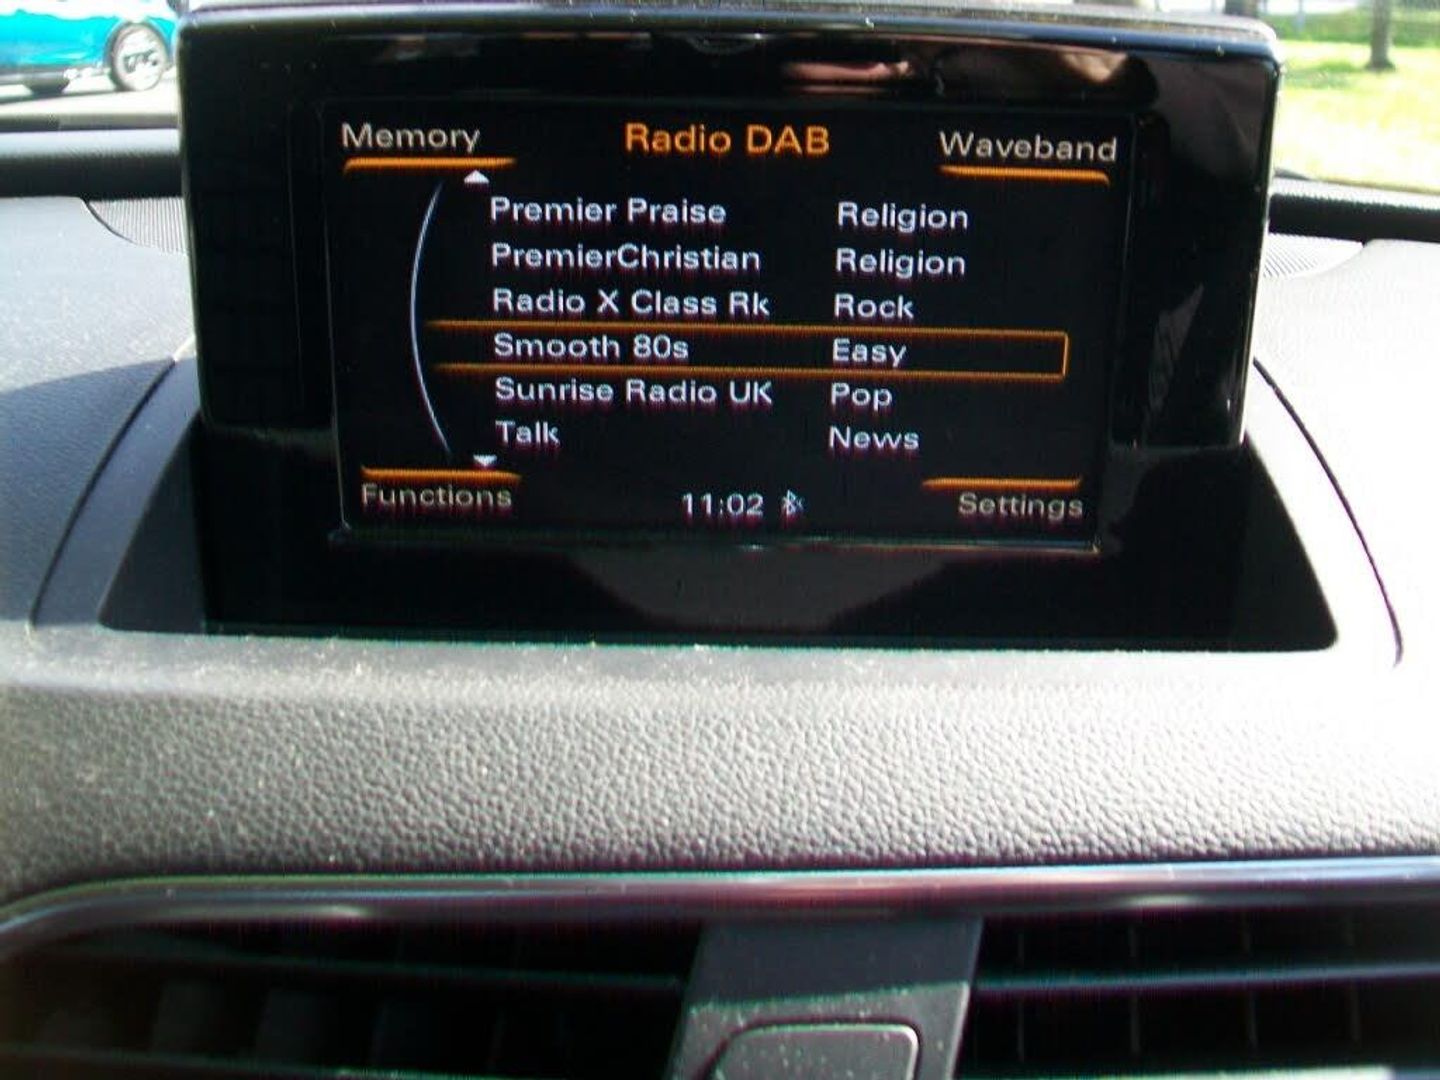 Memory Radio DAB Waveband
Premier Praise Religion
PremierChristian Religion
Radio X Class Rk Rock
Smooth 80s Easy
Sunrise Radio UK Pop
Talk News
Functions 11:02 Settings